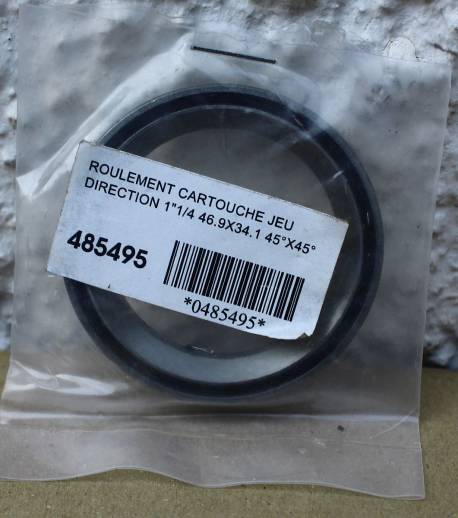 ROULEMENT CARTOUCHE JEU
DIRECTION 1"1/4 46.9X34.1 45°X45°
485495
*0485495*